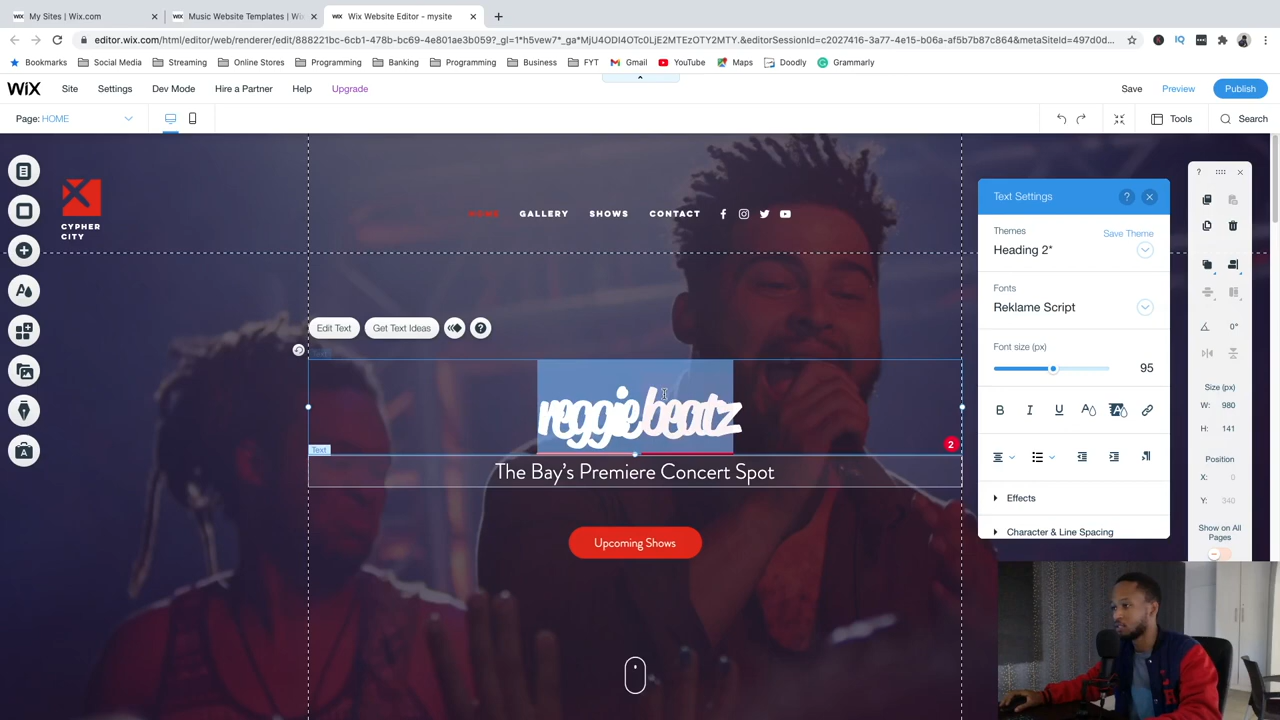 My Sites | Wix.com
Music Website Templates | Wi
Wix Website Editor - mysite
editor.wix.com/html/editor/web/renderer/edit/888221bc-6cb1-478b-bc69-4e801ae3b059?_gl=1*h5vew7*_ga*MjU4ODI4OTc0LjE2MTEzOTY2MTY.&editorSessionId=c2027416-3a77-4e15-b06a-af5b7b87c864&metaSiteId=497d0d...
Bookmarks Social Media Streaming Online Stores Programming Banking Programming Business FYT Gmail YouTube Maps Doodly Grammarly
WiX Site Settings Dev Mode Hire a Partner Help Upgrade Save Preview Publish
Page: HOME Tools Search
CYPHER
CITY
HOME GALLERY SHOWS CONTACT
Edit Text Get Text Ideas
reggiebeatz
2
Text
The Bay's Premiere Concert Spot
Upcoming Shows
Text Settings ?
Themes Save Theme
Heading 2*
Fonts
Reklame Script
Font size (px)
95
B I U
Effects
Character & Line Spacing
?
0°
Size (px)
W: 980
H: 141
Position
X: 0
Y: 340
Show on All
Pages